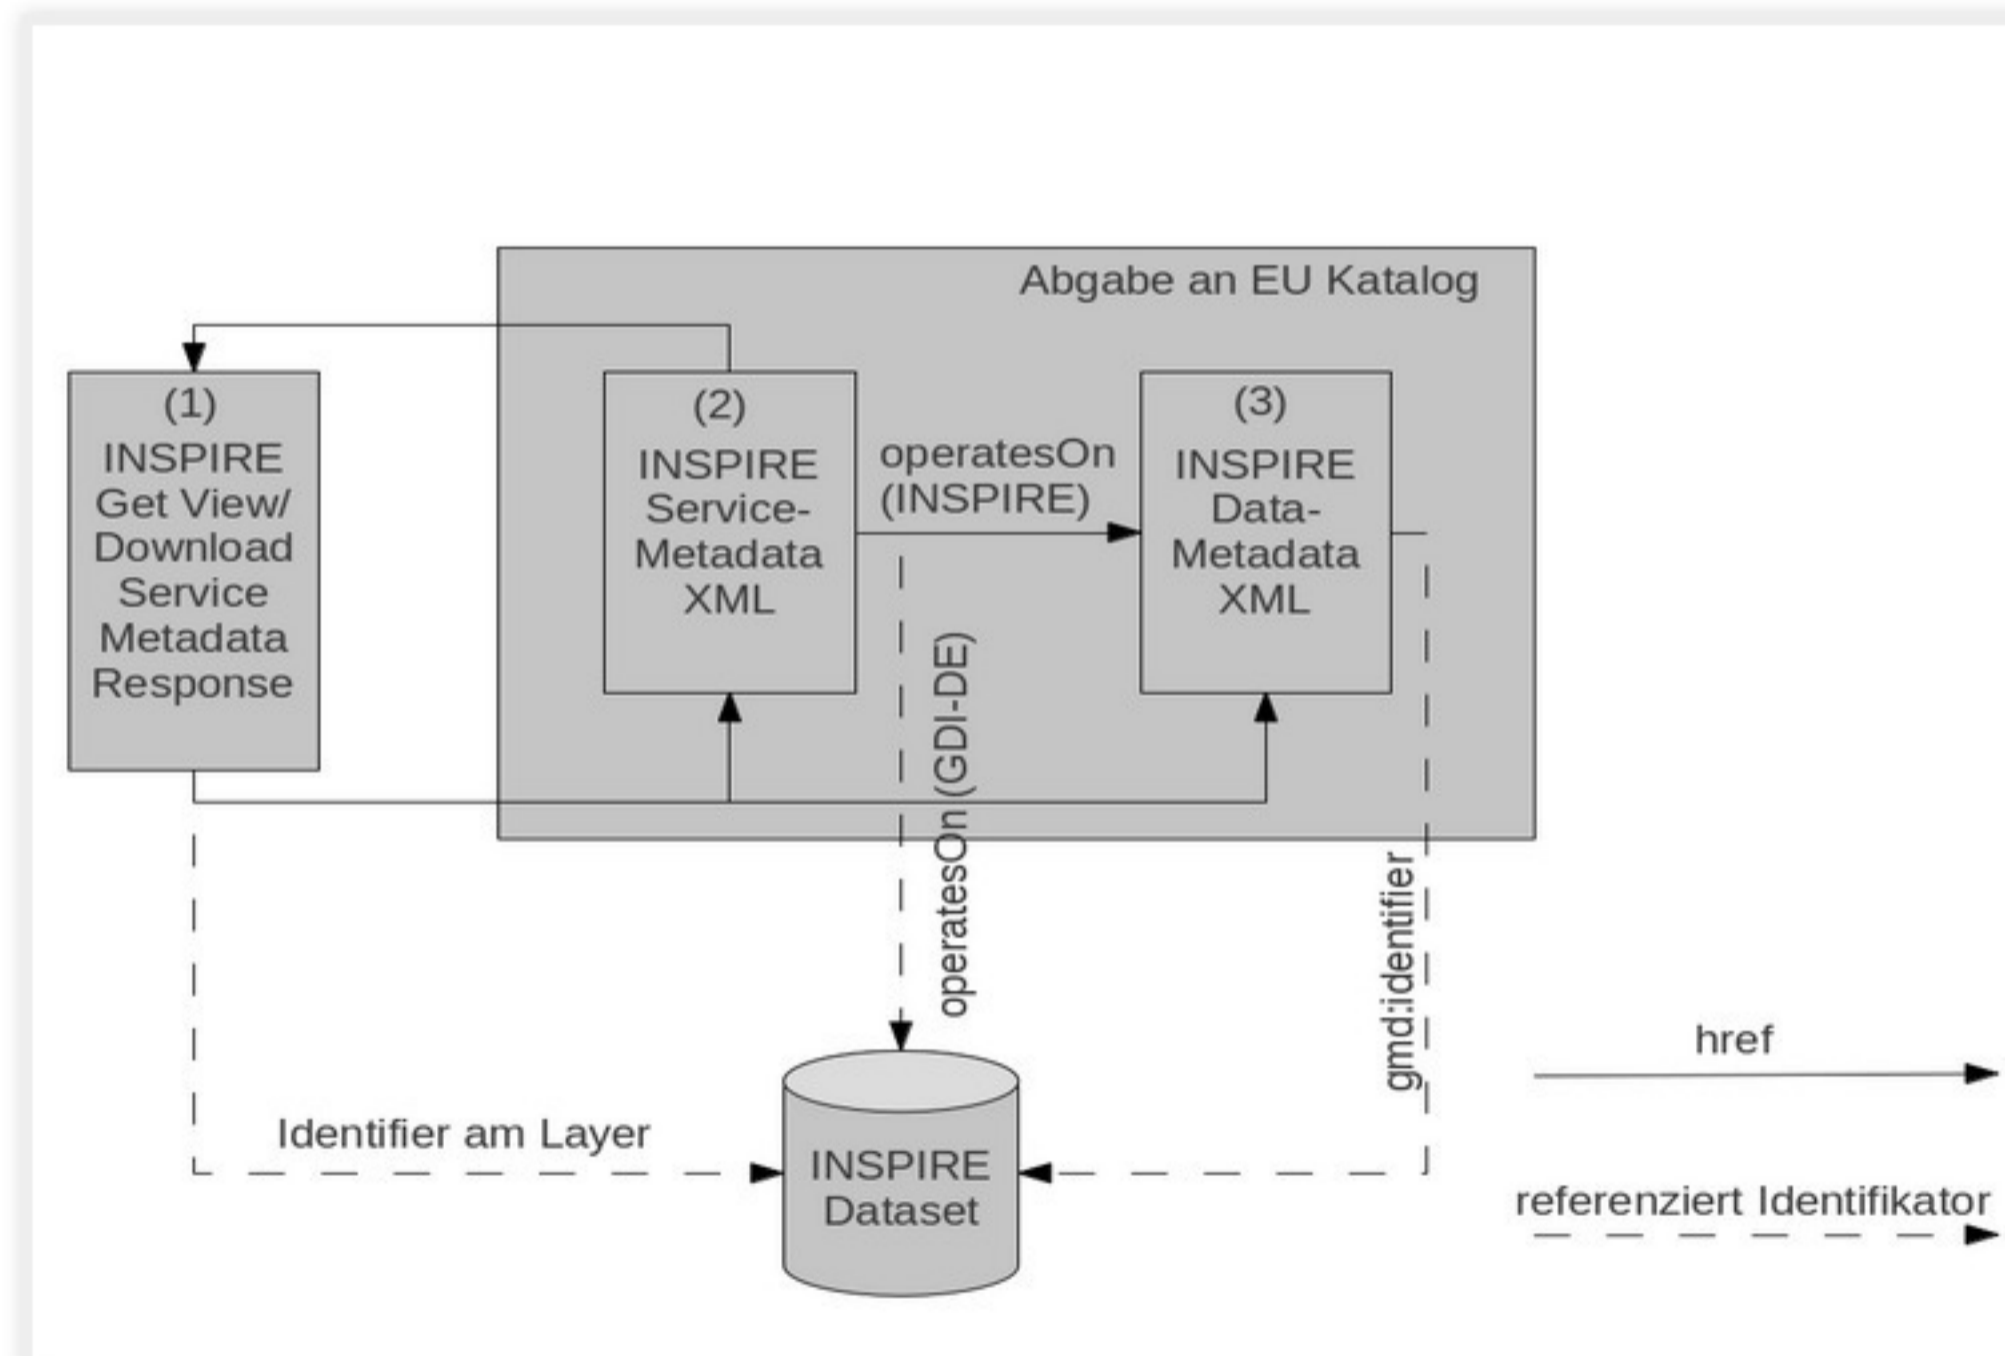 Abgabe an EU Katalog
(1)
INSPIRE
Get View/
Download
Service
Metadata
Response
(2)
INSPIRE
Service-
Metadata
XML
operatesOn
(INSPIRE)
(3)
INSPIRE
Data-
Metadata
XML
operatesOn (GDI-DE)
gmd:identifier
Identifier am Layer
INSPIRE
Dataset
href
referenziert Identifikator